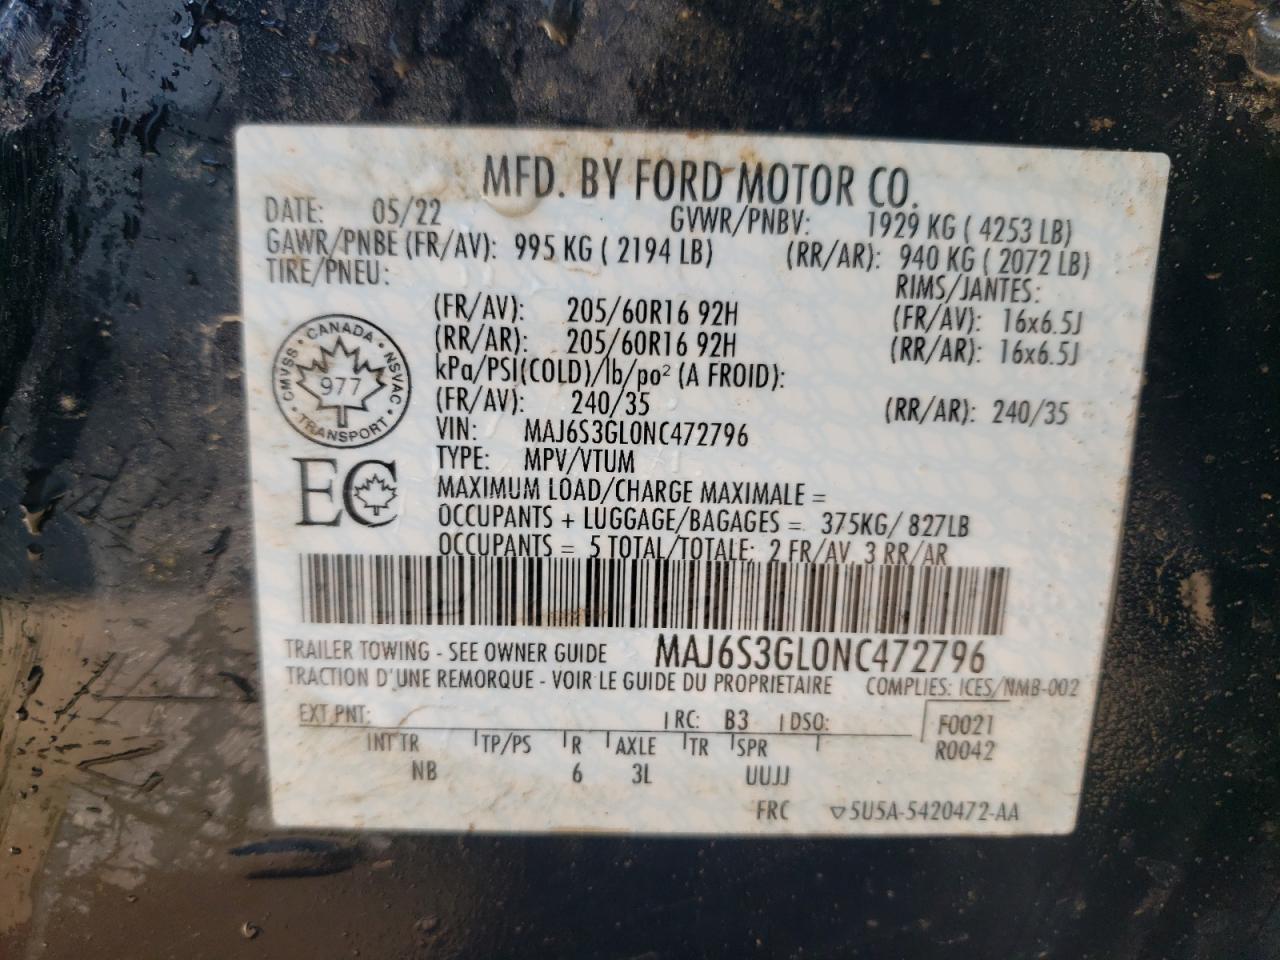 MFD. BY FORD MOTOR CO.
DATE: 05/22 GVWR/PNBV: 1929 KG ( 4253 LB)
GAWR/PNBE (FR/AV): 995 KG ( 2194 LB) (RR/AR): 940 KG ( 2072 LB)
TIRE/PNEU: RIMS/JANTES:
(FR/AV): 205/60R16 92H (FR/AV): 16x6.5J
(RR/AR): 205/60R16 92H (RR/AR): 16x6.5J
kPa/PSI(COLD)/lb/po² (A FROID):
(FR/AV): 240/35 (RR/AR): 240/35
CANADA • NSVAC • TRANSPORT • CMVSS •
977
VIN: MAJ6S3GL0NC472796
TYPE: MPV/VTUM
EC
MAXIMUM LOAD/CHARGE MAXIMALE =
OCCUPANTS + LUGGAGE/BAGAGES = 375KG/ 827LB
OCCUPANTS = 5 TOTAL/TOTALE: 2 FR/AV, 3 RR/AR
TRAILER TOWING - SEE OWNER GUIDE MAJ6S3GL0NC472796
TRACTION D'UNE REMORQUE - VOIR LE GUIDE DU PROPRIETAIRE COMPLIES: ICES/NMB-002
EXT PNT: RC: B3 DSO: F0021
INT TR TP/PS R AXLE TR SPR R0042
NB 6 3L UUJJ
FRC ▽5U5A-5420472-AA